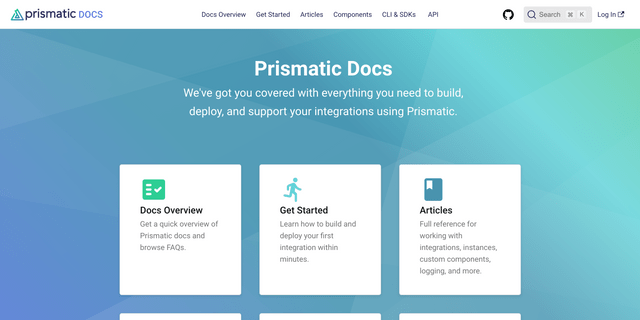 prismatic DOCS
Docs Overview Get Started Articles Components CLI & SDKs API
Search ⌘ K
Log In
Prismatic Docs
We've got you covered with everything you need to build,
deploy, and support your integrations using Prismatic.
Docs Overview
Get a quick overview of
Prismatic docs and
browse FAQs.
Get Started
Learn how to build and
deploy your first
integration within
minutes.
Articles
Full reference for
working with
integrations, instances,
custom components,
logging, and more.